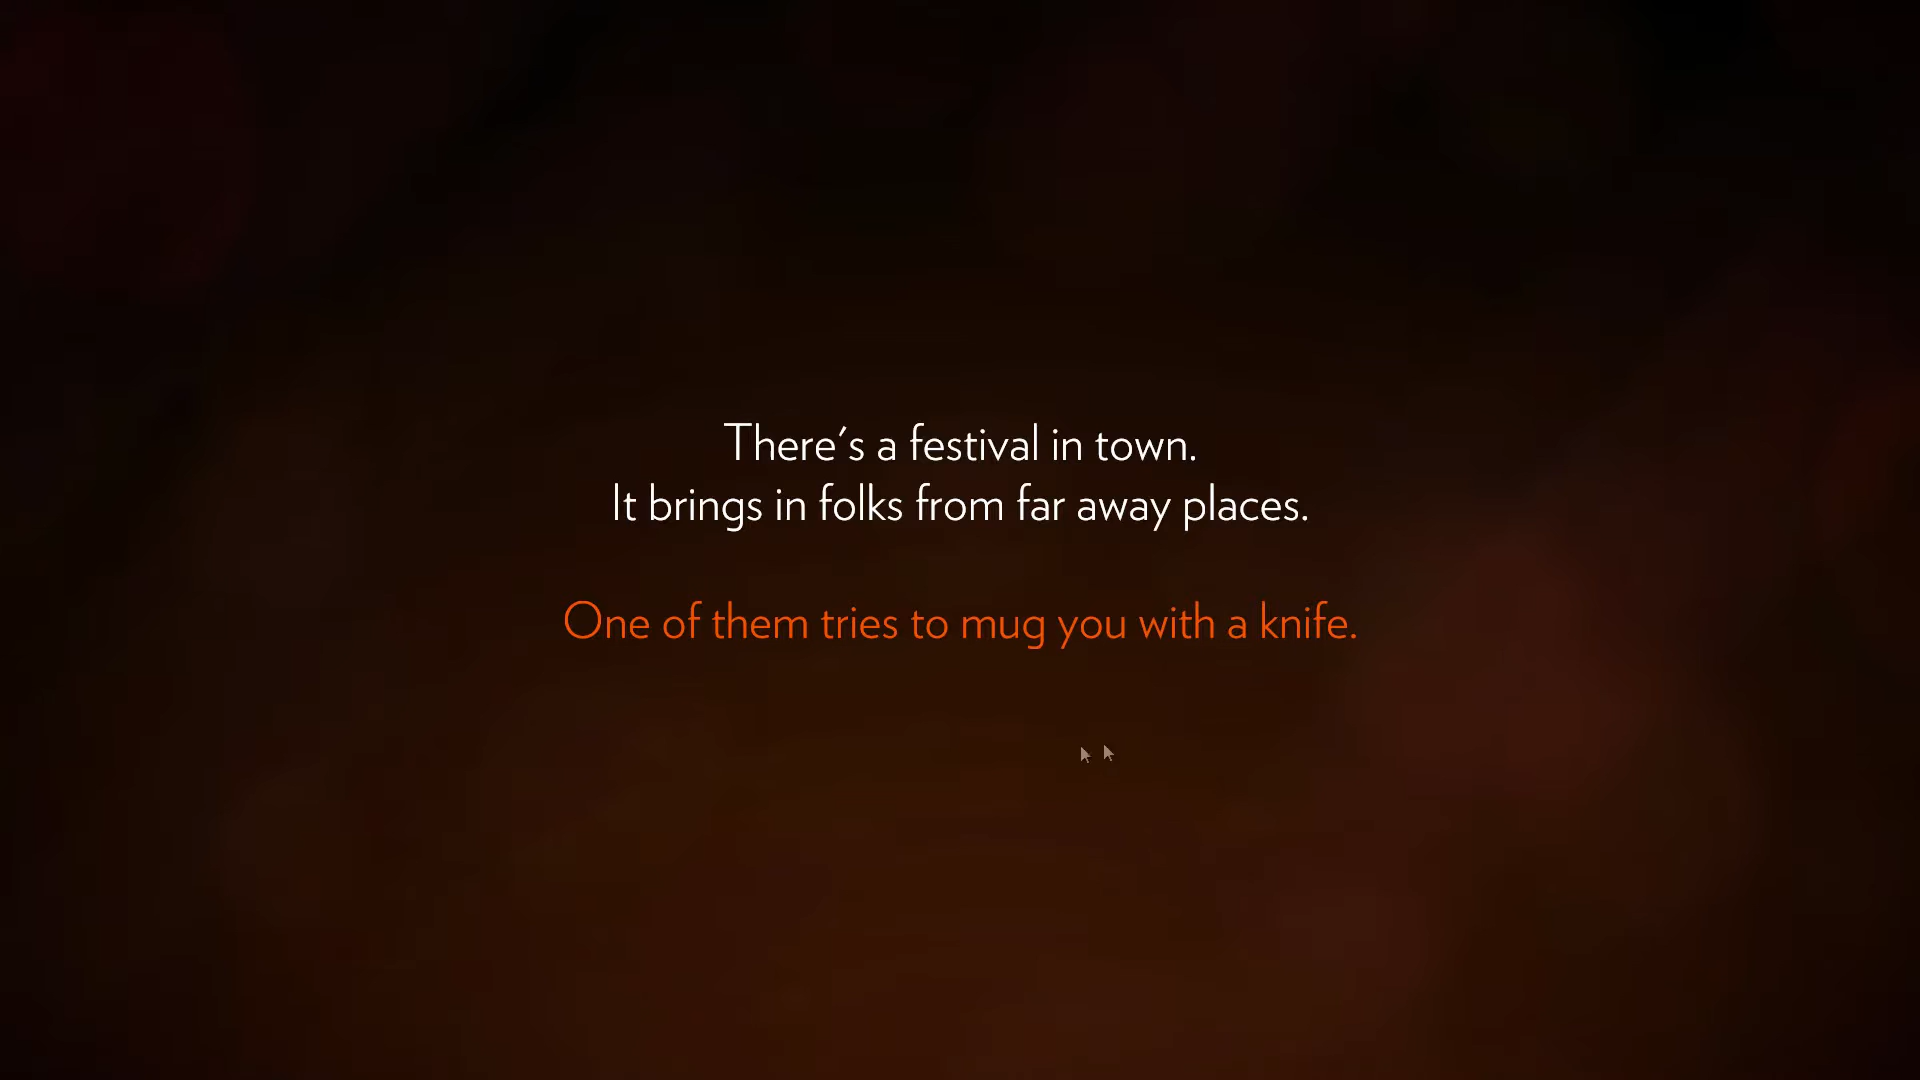 There's a festival in town.
It brings in folks from far away places.
One of them tries to mug you with a knife.